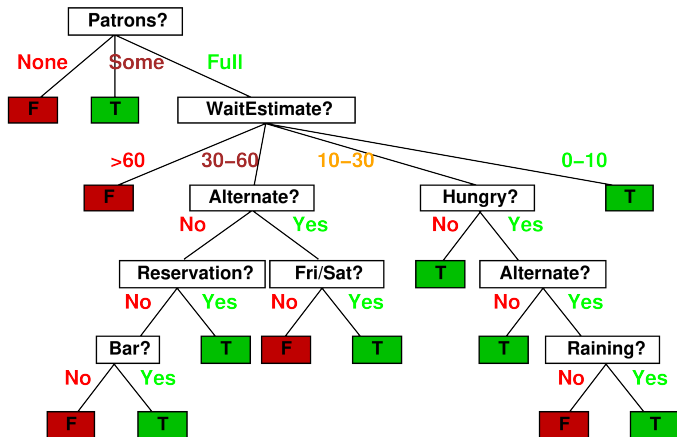 Patrons?
None Some Full
F T WaitEstimate?
>60 30−60 10−30 0−10
F Alternate? Hungry? T
No Yes No Yes
Reservation? Fri/Sat? T Alternate?
No Yes No Yes No Yes
Bar? T F T T Raining?
No Yes No Yes
F T F T